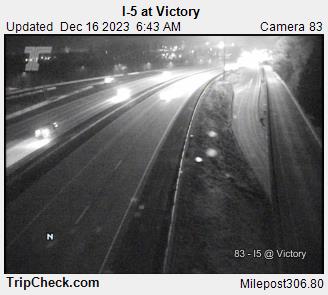 I-5 at Victory
Updated Dec 16 2023 6:43 AM Camera 83
T
N
83 - I5 @ Victory
TripCheck.com Milepost306.80